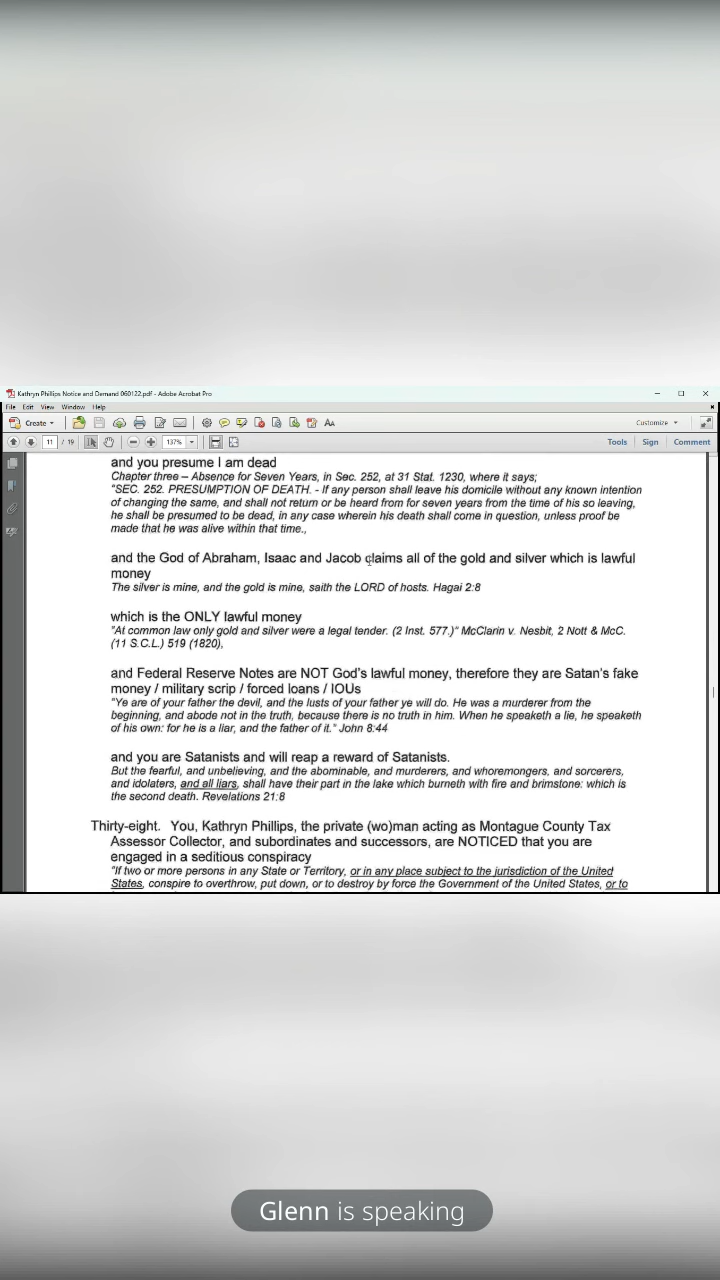 Kathryn Phillips Notice and Demand 060122.pdf - Adobe Acrobat Pro
File Edit View Window Help
Create
Customize
11 / 19
137%
Tools Sign Comment
and you presume I am dead
Chapter three – Absence for Seven Years, in Sec. 252, at 31 Stat. 1230, where it says;
"SEC. 252. PRESUMPTION OF DEATH. - If any person shall leave his domicile without any known intention
of changing the same, and shall not return or be heard from for seven years from the time of his so leaving,
he shall be presumed to be dead, in any case wherein his death shall come in question, unless proof be
made that he was alive within that time.,
and the God of Abraham, Isaac and Jacob claims all of the gold and silver which is lawful
money
The silver is mine, and the gold is mine, saith the LORD of hosts. Hagai 2:8
which is the ONLY lawful money
"At common law only gold and silver were a legal tender. (2 Inst. 577.)" McClarin v. Nesbit, 2 Nott & McC.
(11 S.C.L.) 519 (1820),
and Federal Reserve Notes are NOT God's lawful money, therefore they are Satan's fake
money / military scrip / forced loans / IOUs
"Ye are of your father the devil, and the lusts of your father ye will do. He was a murderer from the
beginning, and abode not in the truth, because there is no truth in him. When he speaketh a lie, he speaketh
of his own: for he is a liar, and the father of it." John 8:44
and you are Satanists and will reap a reward of Satanists.
But the fearful, and unbelieving, and the abominable, and murderers, and whoremongers, and sorcerers,
and idolaters, and all liars, shall have their part in the lake which burneth with fire and brimstone: which is
the second death. Revelations 21:8
Thirty-eight. You, Kathryn Phillips, the private (wo)man acting as Montague County Tax
Assessor Collector, and subordinates and successors, are NOTICED that you are
engaged in a seditious conspiracy
"If two or more persons in any State or Territory, or in any place subject to the jurisdiction of the United
States, conspire to overthrow, put down, or to destroy by force the Government of the United States, or to
Glenn is speaking